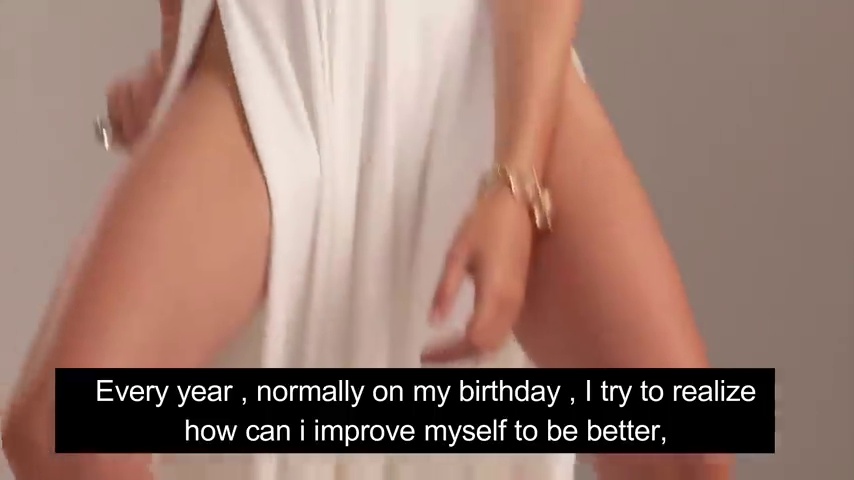 Every year , normally on my birthday , I try to realize
how can i improve myself to be better,